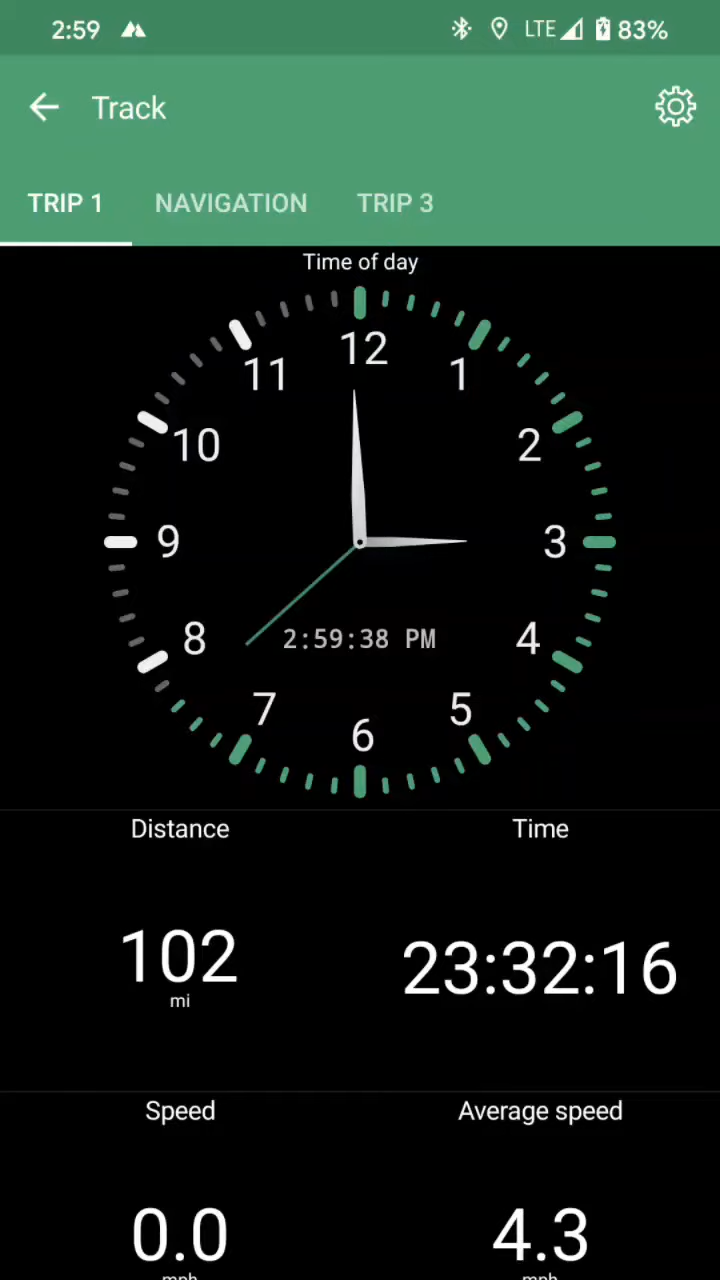 2:59 LTE 83%
Track
TRIP 1 NAVIGATION TRIP 3
Time of day
12
11 1
10 2
9 3
8 4
2:59:38 PM
7 5
6
Distance Time
102 23:32:16
mi
Speed Average speed
0.0 4.3
mph mph